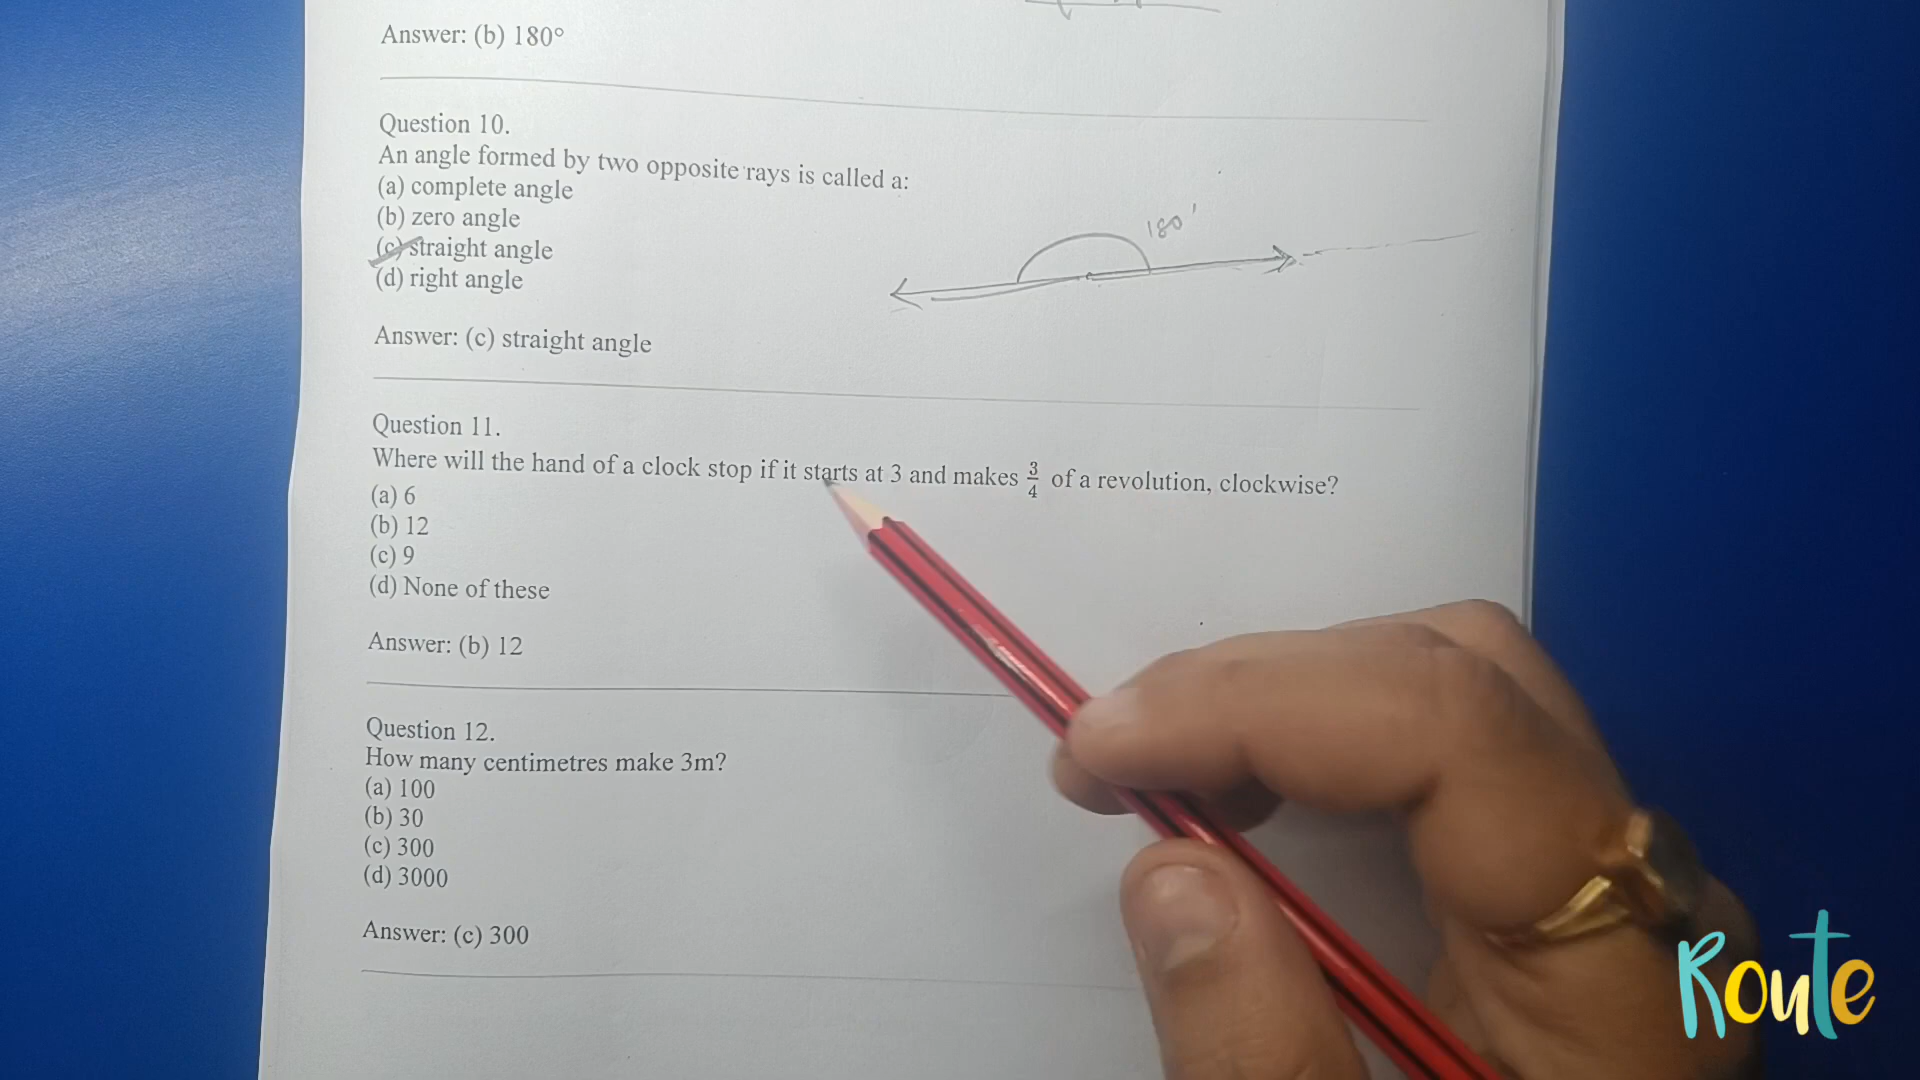 Answer: (b) 180°
Question 10.
An angle formed by two opposite rays is called a:
(a) complete angle
(b) zero angle
(c) straight angle
(d) right angle
180°
Answer: (c) straight angle
Question 11.
Where will the hand of a clock stop if it starts at 3 and makes 3/4 of a revolution, clockwise?
(a) 6
(b) 12
(c) 9
(d) None of these
Answer: (b) 12
Question 12.
How many centimetres make 3m?
(a) 100
(b) 30
(c) 300
(d) 3000
Answer: (c) 300
Route